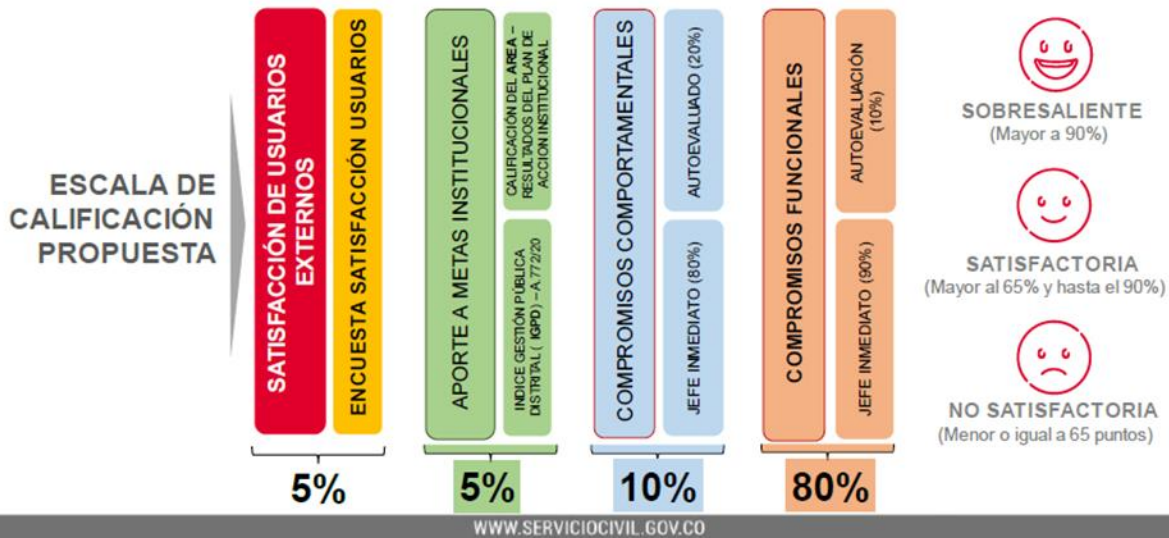 ESCALA DE
CALIFICACIÓN
PROPUESTA
SATISFACCIÓN DE USUARIOS
EXTERNOS
ENCUESTA SATISFACCIÓN USUARIOS
5%
APORTE A METAS INSTITUCIONALES
CALIFICACIÓN DEL AREA –
RESULTADOS DEL PLAN DE
ACCION INSTITUCIONAL
INDICE GESTIÓN PÚBLICA
DISTRITAL ( IGPD) – A 772/20
5%
COMPROMISOS COMPORTAMENTALES
AUTOEVALUADO (20%)
JEFE INMEDIATO (80%)
10%
COMPROMISOS FUNCIONALES
AUTOEVALUACIÓN
(10%)
JEFE INMEDIATO (90%)
80%
SOBRESALIENTE
(Mayor a 90%)
SATISFACTORIA
(Mayor al 65% y hasta el 90%)
NO SATISFACTORIA
(Menor o igual a 65 puntos)
WWW.SERVICIOCIVIL.GOV.CO